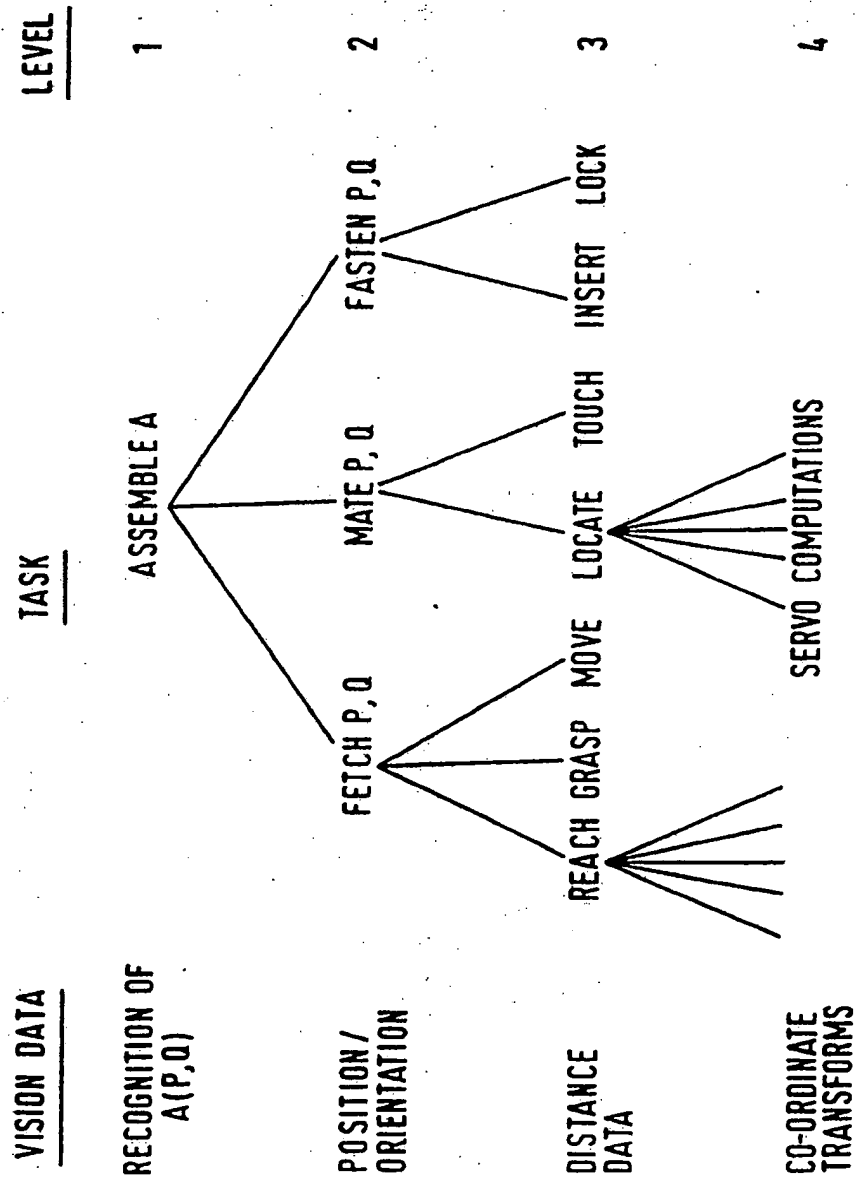 VISION DATA TASK LEVEL
RECOGNITION OF
A(P,Q) ASSEMBLE A 1
POSITION /
ORIENTATION FETCH P, Q MATE P, Q FASTEN P, Q 2
DISTANCE
DATA REACH GRASP MOVE LOCATE TOUCH INSERT LOCK 3
CO-ORDINATE
TRANSFORMS SERVO COMPUTATIONS 4